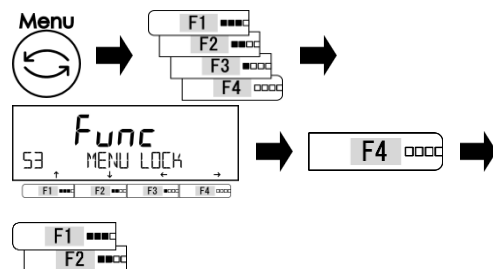 Menu
F1
F2
F3
F4
Func
53 MENU LOCK
↑ ↓ ← →
F1 F2 F3 F4
F4
F1
F2